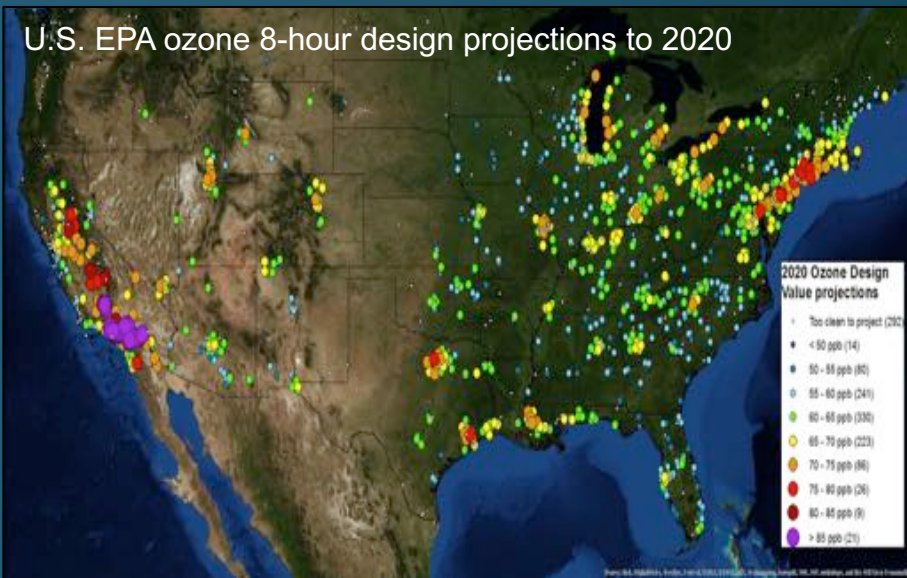 U.S. EPA ozone 8-hour design projections to 2020
2020 Ozone Design
Value projections
Too clean to project (292)
< 50 ppb (14)
50 - 55 ppb (80)
55 - 60 ppb (241)
60 - 65 ppb (330)
65 - 70 ppb (223)
70 - 75 ppb (86)
75 - 80 ppb (26)
80 - 85 ppb (9)
> 85 ppb (21)